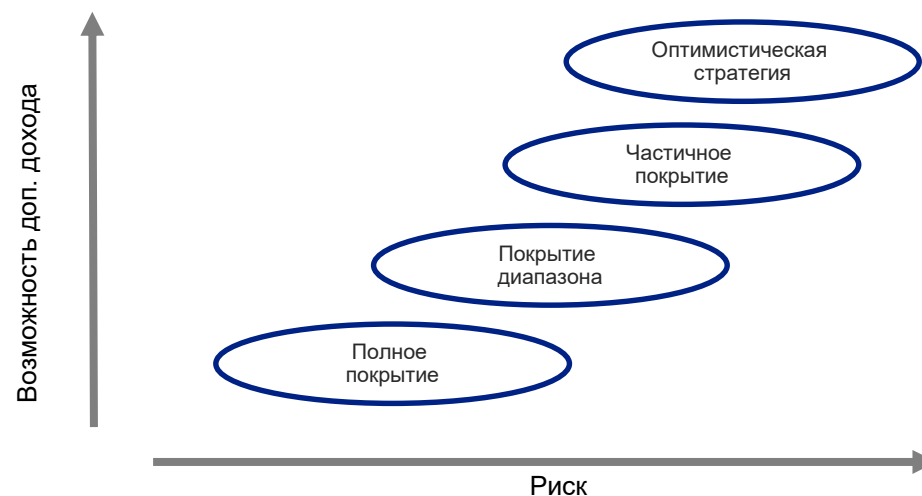 Возможность доп. дохода
Оптимистическая
стратегия
Частичное
покрытие
Покрытие
диапазона
Полное
покрытие
Риск